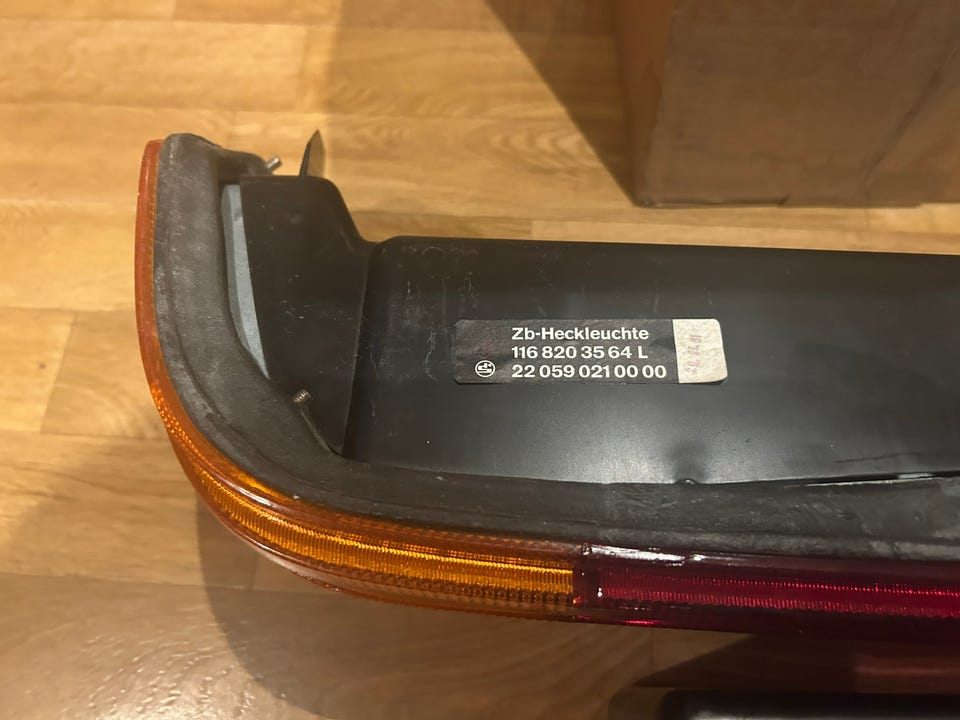 Zb-Heckleuchte
116 820 35 64 L
22 059 021 00 00